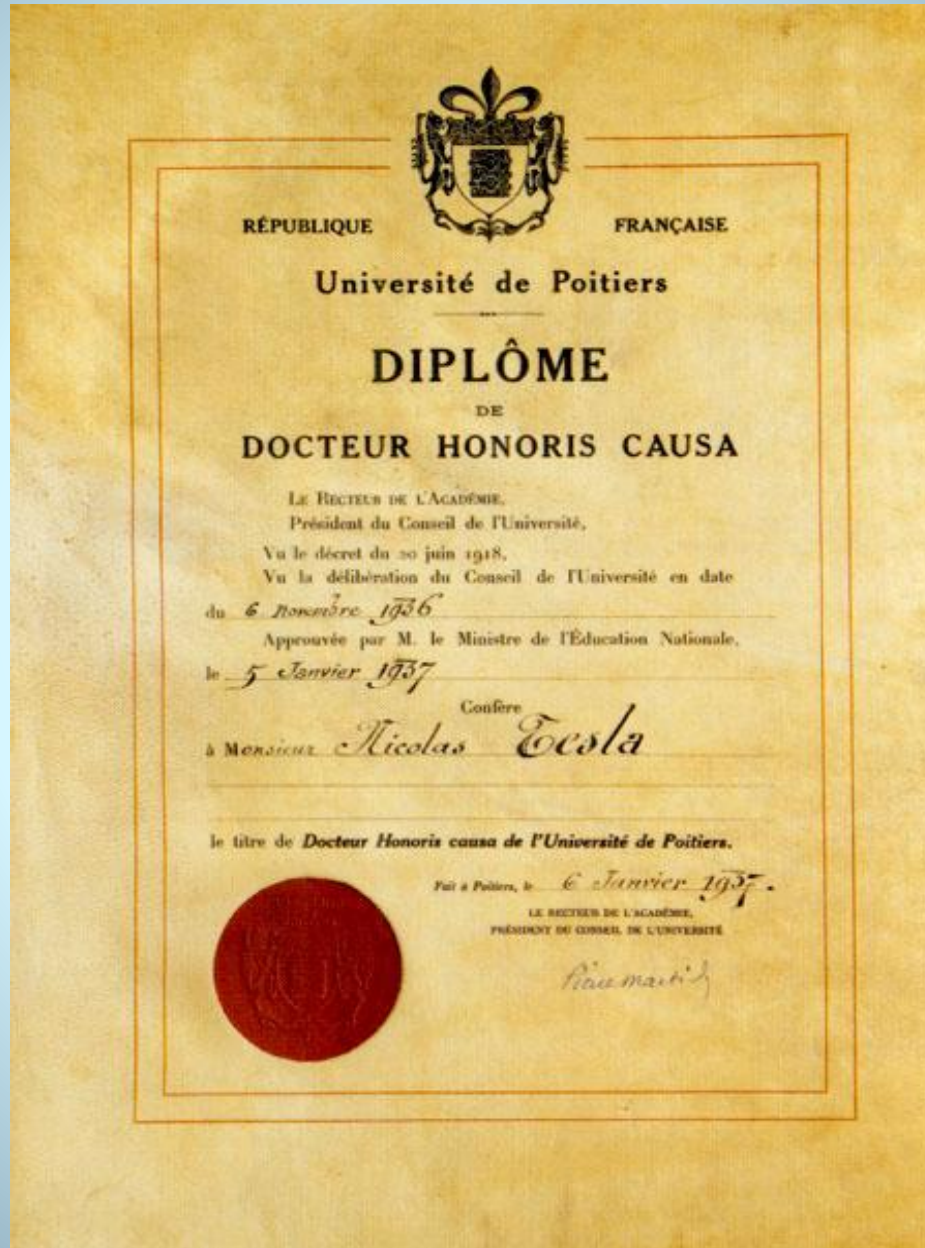 RÉPUBLIQUE FRANÇAISE
Université de Poitiers
DIPLÔME
DE
DOCTEUR HONORIS CAUSA
LE RECTEUR DE L'ACADÉMIE,
Président du Conseil de l'Université,
Vu le décret du 20 juin 1918,
Vu la délibération du Conseil de l'Université en date
du 6 novembre 1936
Approuvée par M. le Ministre de l'Éducation Nationale,
le 5 Janvier 1937
Confère
à Monsieur Nicolas Tesla
le titre de Docteur Honoris causa de l'Université de Poitiers.
Fait à Poitiers, le 6 Janvier 1937.
LE RECTEUR DE L'ACADÉMIE,
PRÉSIDENT DU CONSEIL DE L'UNIVERSITÉ